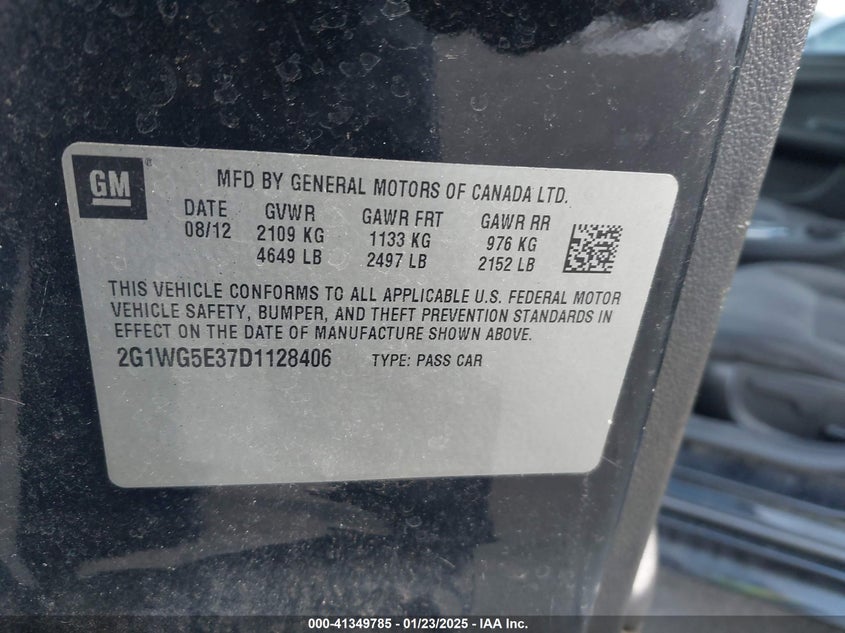 GM ®
MFD BY GENERAL MOTORS OF CANADA LTD.
DATE GVWR GAWR FRT GAWR RR
08/12 2109 KG 1133 KG 976 KG
4649 LB 2497 LB 2152 LB
THIS VEHICLE CONFORMS TO ALL APPLICABLE U.S. FEDERAL MOTOR
VEHICLE SAFETY, BUMPER, AND THEFT PREVENTION STANDARDS IN
EFFECT ON THE DATE OF MANUFACTURE SHOWN ABOVE.
2G1WG5E37D1128406 TYPE: PASS CAR
000-41349785 - 01/23/2025 - IAA Inc.